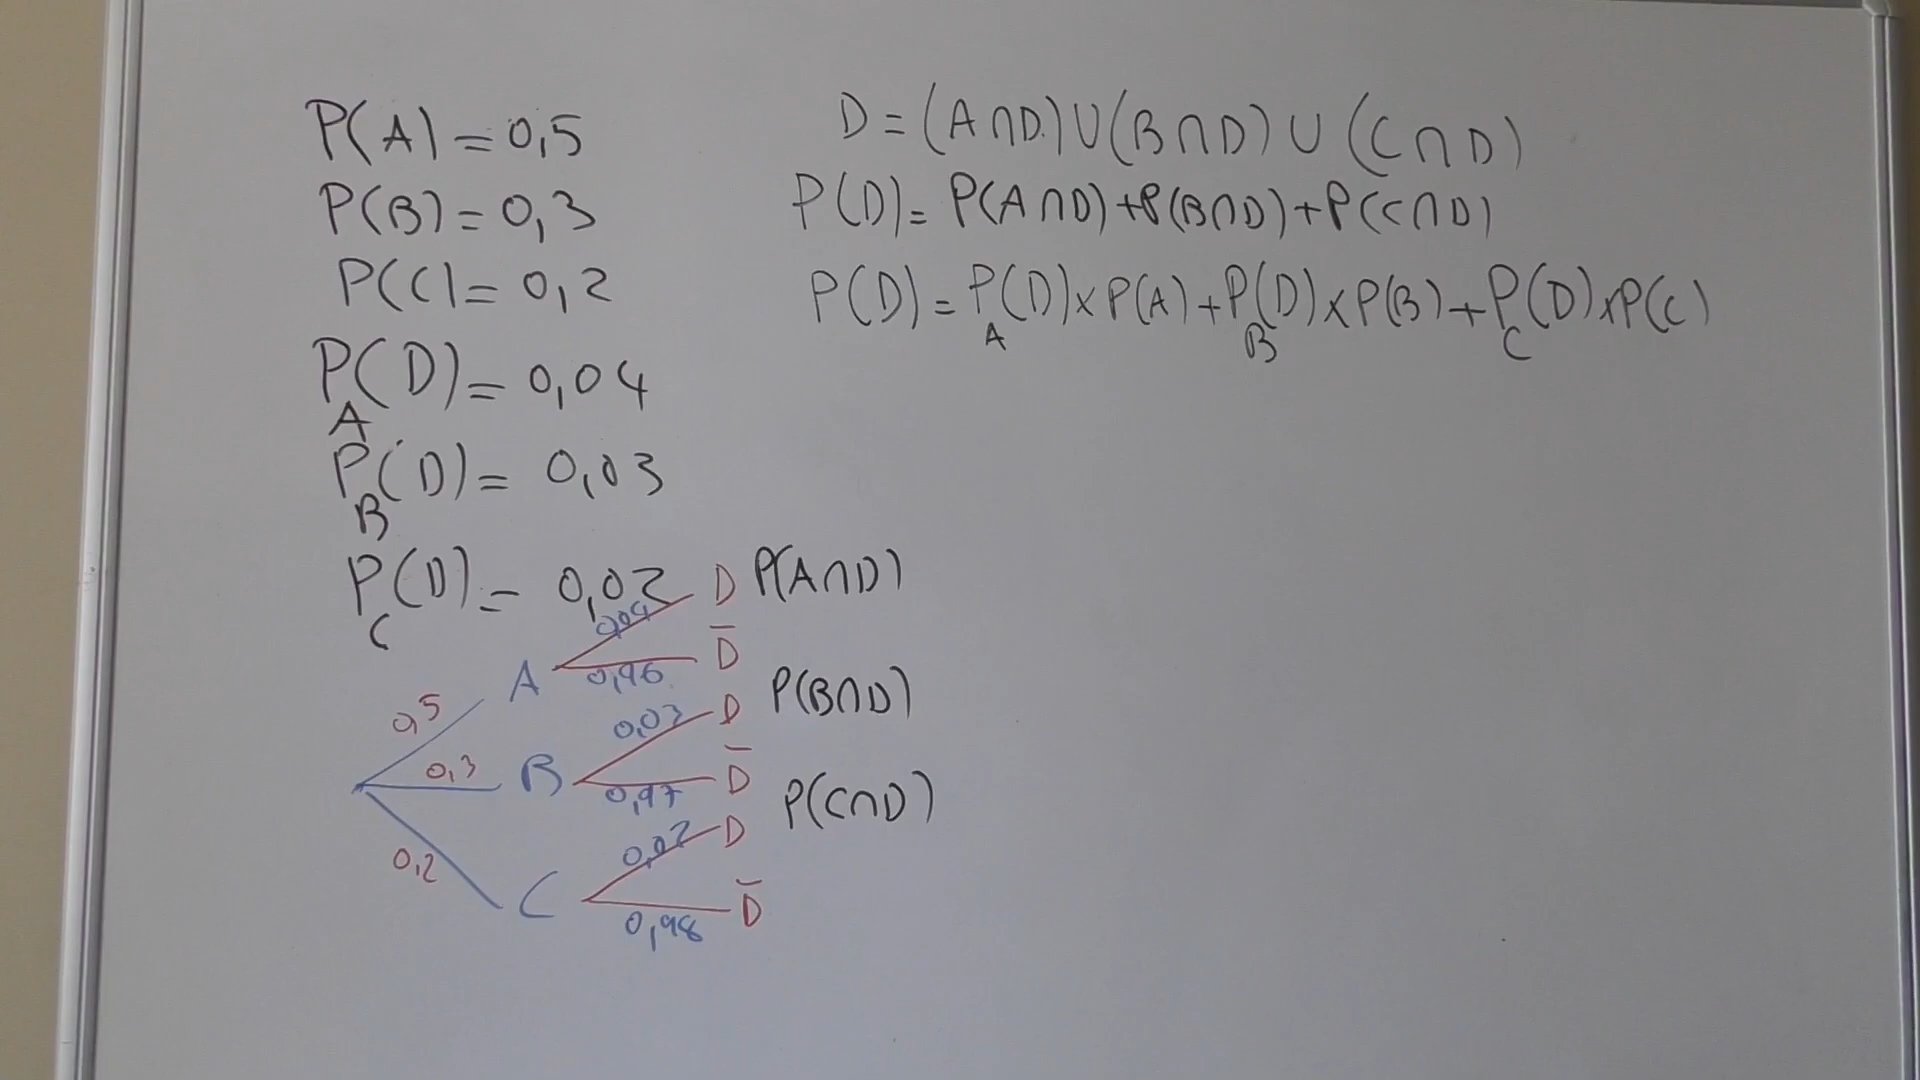 P(A) = 0,5
P(B) = 0,3
P(C) = 0,2
P_A(D) = 0,04
P_B(D) = 0,03
P_C(D) = 0,02
D = (A∩D) ∪ (B∩D) ∪ (C∩D)
P(D) = P(A∩D) + P(B∩D) + P(C∩D)
P(D) = P_A(D) × P(A) + P_B(D) × P(B) + P_C(D) × P(C)
0,04 D P(A∩D)
0,5 A 0,96 D̅
0,03 D P(B∩D)
0,3 B 0,97 D̅
0,02 D P(C∩D)
0,2 C 0,98 D̅